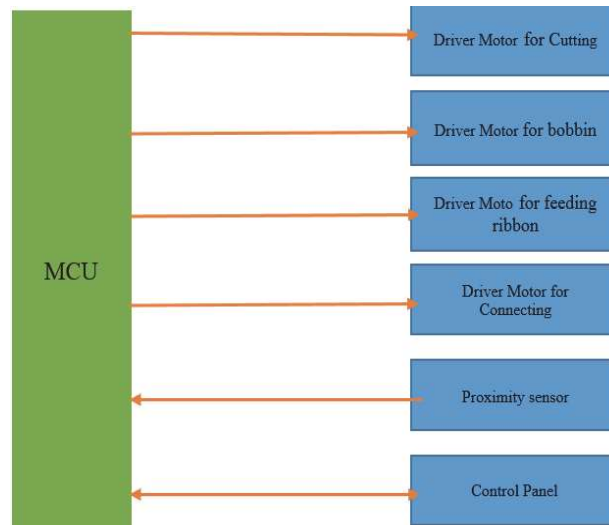 Driver Motor for Cutting
Driver Motor for bobbin
Driver Moto for feeding
ribbon
MCU
Driver Motor for
Connecting
Proximity sensor
Control Panel